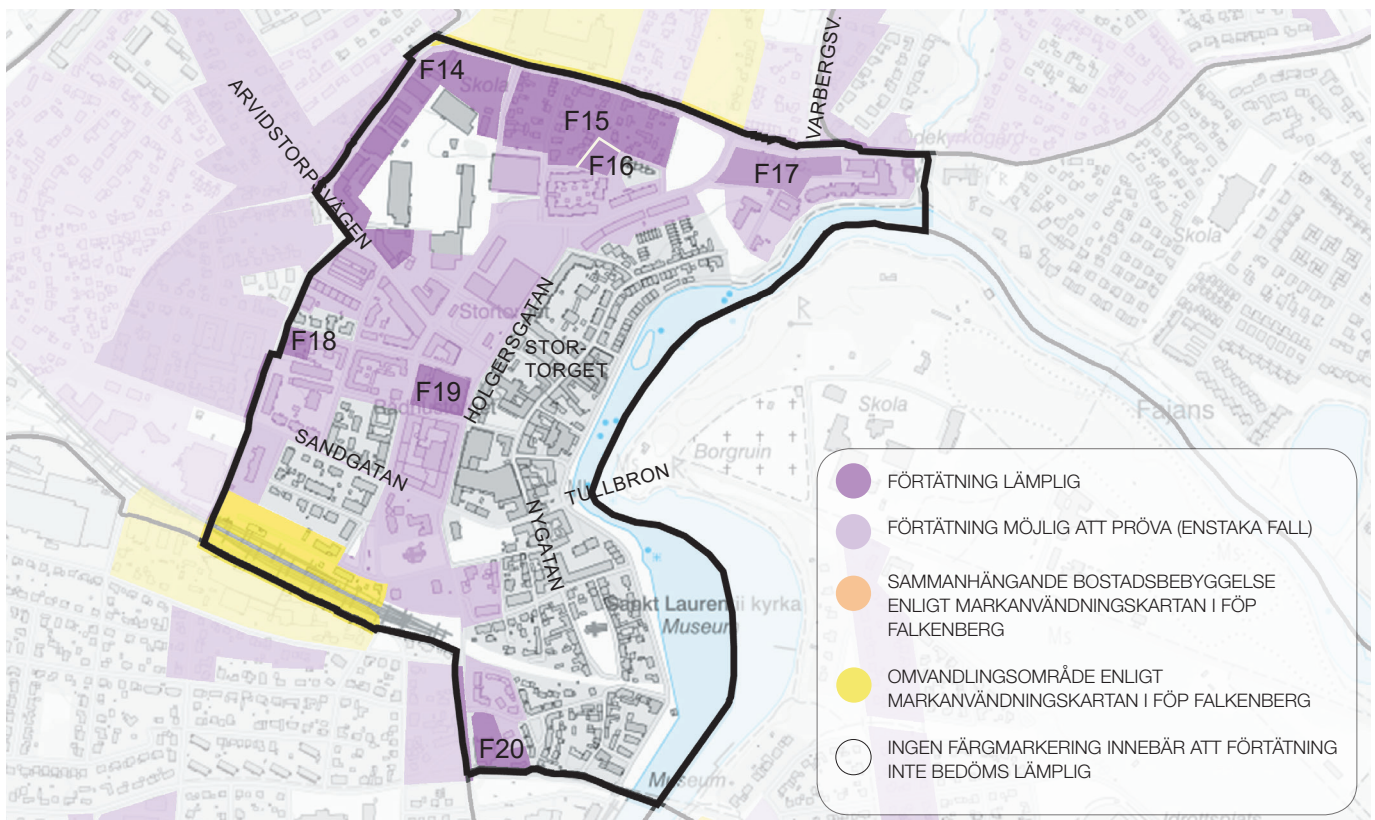 F14
Skola
VARBERGSV.
ARVIDSTORPSVÄGEN
F15
Ödekyrkogård
F16
F17
Skola
Stortorget
HOLGERSGATAN
F18
STOR-
TORGET
F19
Skola
Fajans
SANDGATAN
Borgruin
TULLBRON
NYGATAN
Sankt Laurentii kyrka
Museum
F20
Museum
FÖRTÄTNING LÄMPLIG
FÖRTÄTNING MÖJLIG ATT PRÖVA (ENSTAKA FALL)
SAMMANHÄNGANDE BOSTADSBEBYGGELSE
ENLIGT MARKANVÄNDNINGSKARTAN I FÖP
FALKENBERG
OMVANDLINGSOMRÅDE ENLIGT
MARKANVÄNDNINGSKARTAN I FÖP FALKENBERG
INGEN FÄRGMARKERING INNEBÄR ATT FÖRTÄTNING
INTE BEDÖMS LÄMPLIG
Idrottsplats